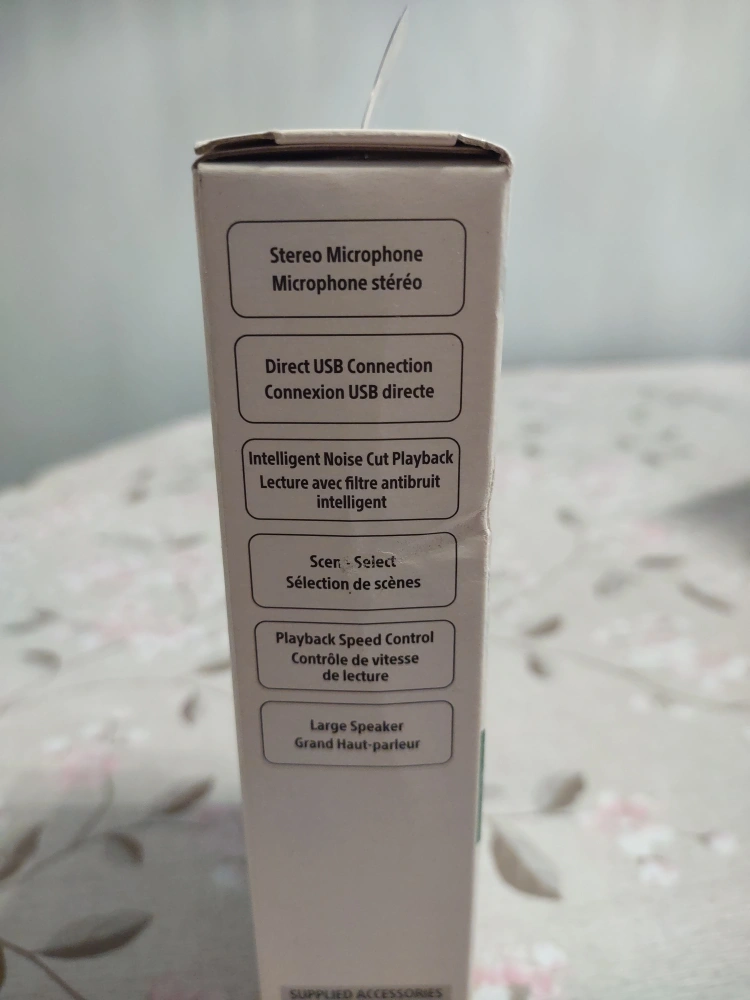 Stereo Microphone
Microphone stéréo
Direct USB Connection
Connexion USB directe
Intelligent Noise Cut Playback
Lecture avec filtre antibruit
intelligent
Select
Sélection de scènes
Playback Speed Control
Contrôle de vitesse
de lecture
Large Speaker
Grand Haut-parleur
SUPPLIED ACCESSORIES